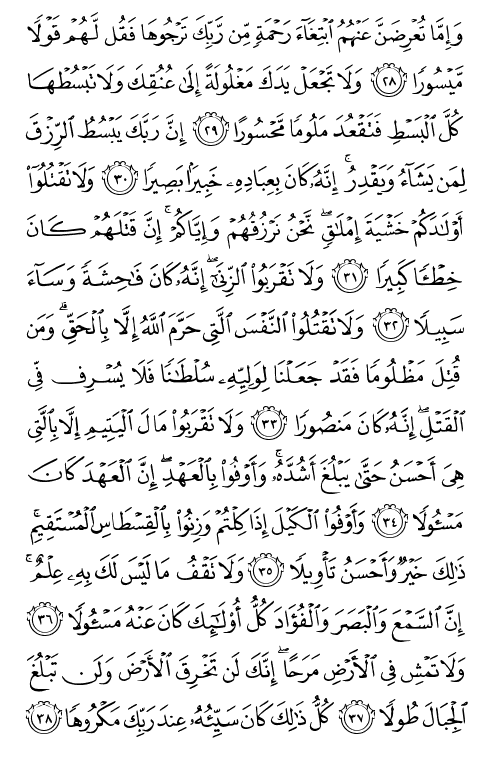 وَإِمَّا تُعْرِضَنَّ عَنْهُمُ ٱبْتِغَآءَ رَحْمَةٍ مِّن رَّبِّكَ تَرْجُوهَا فَقُل لَّهُمْ قَوْلًا
مَّيْسُورًا ﴿٢٨﴾ وَلَا تَجْعَلْ يَدَكَ مَغْلُولَةً إِلَىٰ عُنُقِكَ وَلَا تَبْسُطْهَا
كُلَّ ٱلْبَسْطِ فَتَقْعُدَ مَلُومًا مَّحْسُورًا ﴿٢٩﴾ إِنَّ رَبَّكَ يَبْسُطُ ٱلرِّزْقَ
لِمَن يَشَآءُ وَيَقْدِرُ ۚ إِنَّهُۥ كَانَ بِعِبَادِهِۦ خَبِيرًۢا بَصِيرًا ﴿٣٠﴾ وَلَا تَقْتُلُوٓا۟
أَوْلَـٰدَكُمْ خَشْيَةَ إِمْلَـٰقٍ ۖ نَّحْنُ نَرْزُقُهُمْ وَإِيَّاكُمْ ۚ إِنَّ قَتْلَهُمْ كَانَ
خِطْـًٔا كَبِيرًا ﴿٣١﴾ وَلَا تَقْرَبُوا۟ ٱلزِّنَىٰٓ ۖ إِنَّهُۥ كَانَ فَـٰحِشَةً وَسَآءَ
سَبِيلًا ﴿٣٢﴾ وَلَا تَقْتُلُوا۟ ٱلنَّفْسَ ٱلَّتِى حَرَّمَ ٱللَّهُ إِلَّا بِٱلْحَقِّ ۗ وَمَن
قُتِلَ مَظْلُومًا فَقَدْ جَعَلْنَا لِوَلِيِّهِۦ سُلْطَـٰنًا فَلَا يُسْرِف فِّى
ٱلْقَتْلِ ۖ إِنَّهُۥ كَانَ مَنصُورًا ﴿٣٣﴾ وَلَا تَقْرَبُوا۟ مَالَ ٱلْيَتِيمِ إِلَّا بِٱلَّتِى
هِىَ أَحْسَنُ حَتَّىٰ يَبْلُغَ أَشُدَّهُۥ ۚ وَأَوْفُوا۟ بِٱلْعَهْدِ ۖ إِنَّ ٱلْعَهْدَ كَانَ
مَسْـُٔولًا ﴿٣٤﴾ وَأَوْفُوا۟ ٱلْكَيْلَ إِذَا كِلْتُمْ وَزِنُوا۟ بِٱلْقِسْطَاسِ ٱلْمُسْتَقِيمِ ۚ
ذَٰلِكَ خَيْرٌ وَأَحْسَنُ تَأْوِيلًا ﴿٣٥﴾ وَلَا تَقْفُ مَا لَيْسَ لَكَ بِهِۦ عِلْمٌ ۚ
إِنَّ ٱلسَّمْعَ وَٱلْبَصَرَ وَٱلْفُؤَادَ كُلُّ أُو۟لَـٰٓئِكَ كَانَ عَنْهُ مَسْـُٔولًا ﴿٣٦﴾
وَلَا تَمْشِ فِى ٱلْأَرْضِ مَرَحًا ۖ إِنَّكَ لَن تَخْرِقَ ٱلْأَرْضَ وَلَن تَبْلُغَ
ٱلْجِبَالَ طُولًا ﴿٣٧﴾ كُلُّ ذَٰلِكَ كَانَ سَيِّئُهُۥ عِندَ رَبِّكَ مَكْرُوهًا ﴿٣٨﴾